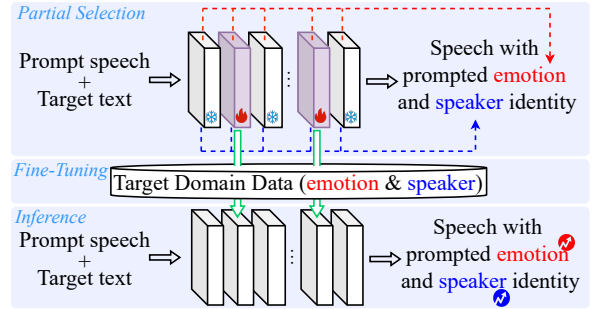 Partial Selection
Prompt speech
+
Target text
Speech with
prompted emotion
and speaker identity
Fine-Tuning
Target Domain Data (emotion & speaker)
Inference
Prompt speech
+
Target text
Speech with
prompted emotion
and speaker identity